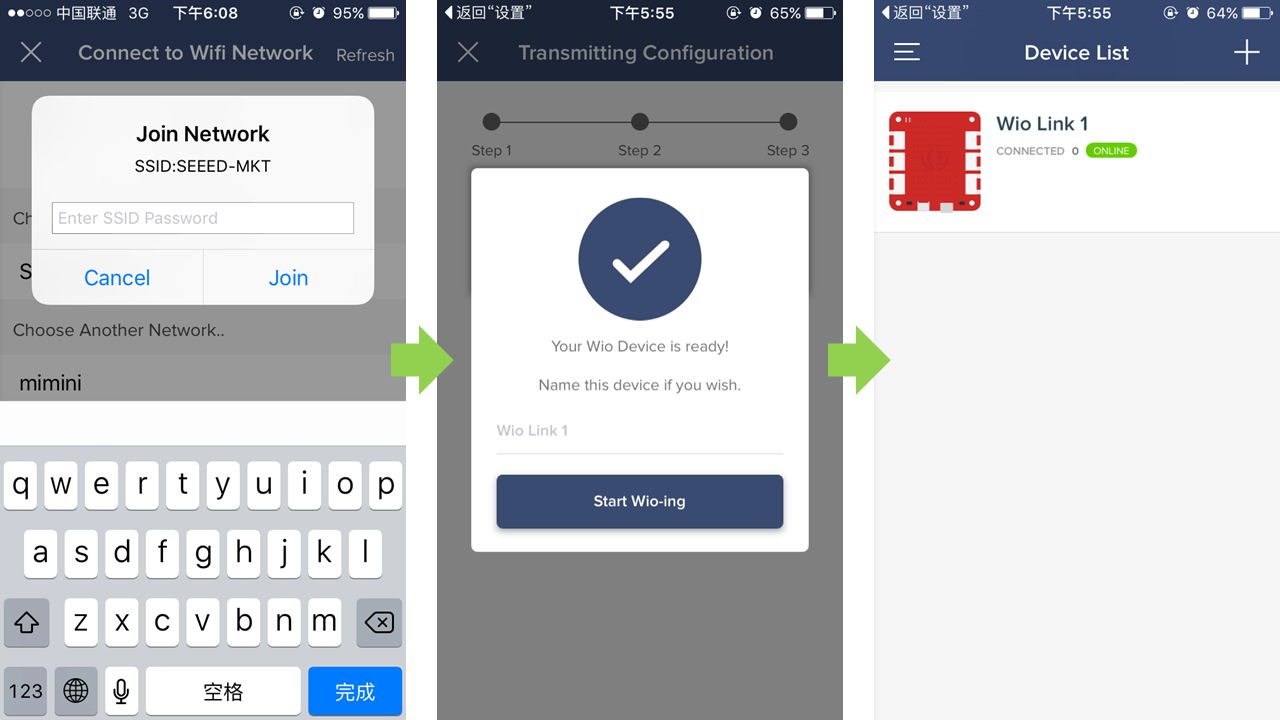 中国联通 3G 下午6:08 95%
Connect to Wifi Network Refresh
Join Network
SSID:SEEED-MKT
Enter SSID Password
Cancel Join
Ch
S
Choose Another Network..
mimini
q w e r t y u i o p
a s d f g h j k l
z x c v b n m
123 空格 完成
返回“设置” 下午5:55 65%
Transmitting Configuration
Step 1 Step 2 Step 3
Your Wio Device is ready!
Name this device if you wish.
Wio Link 1
Start Wio-ing
返回“设置” 下午5:55 64%
Device List
Wio Link 1
CONNECTED 0 ONLINE